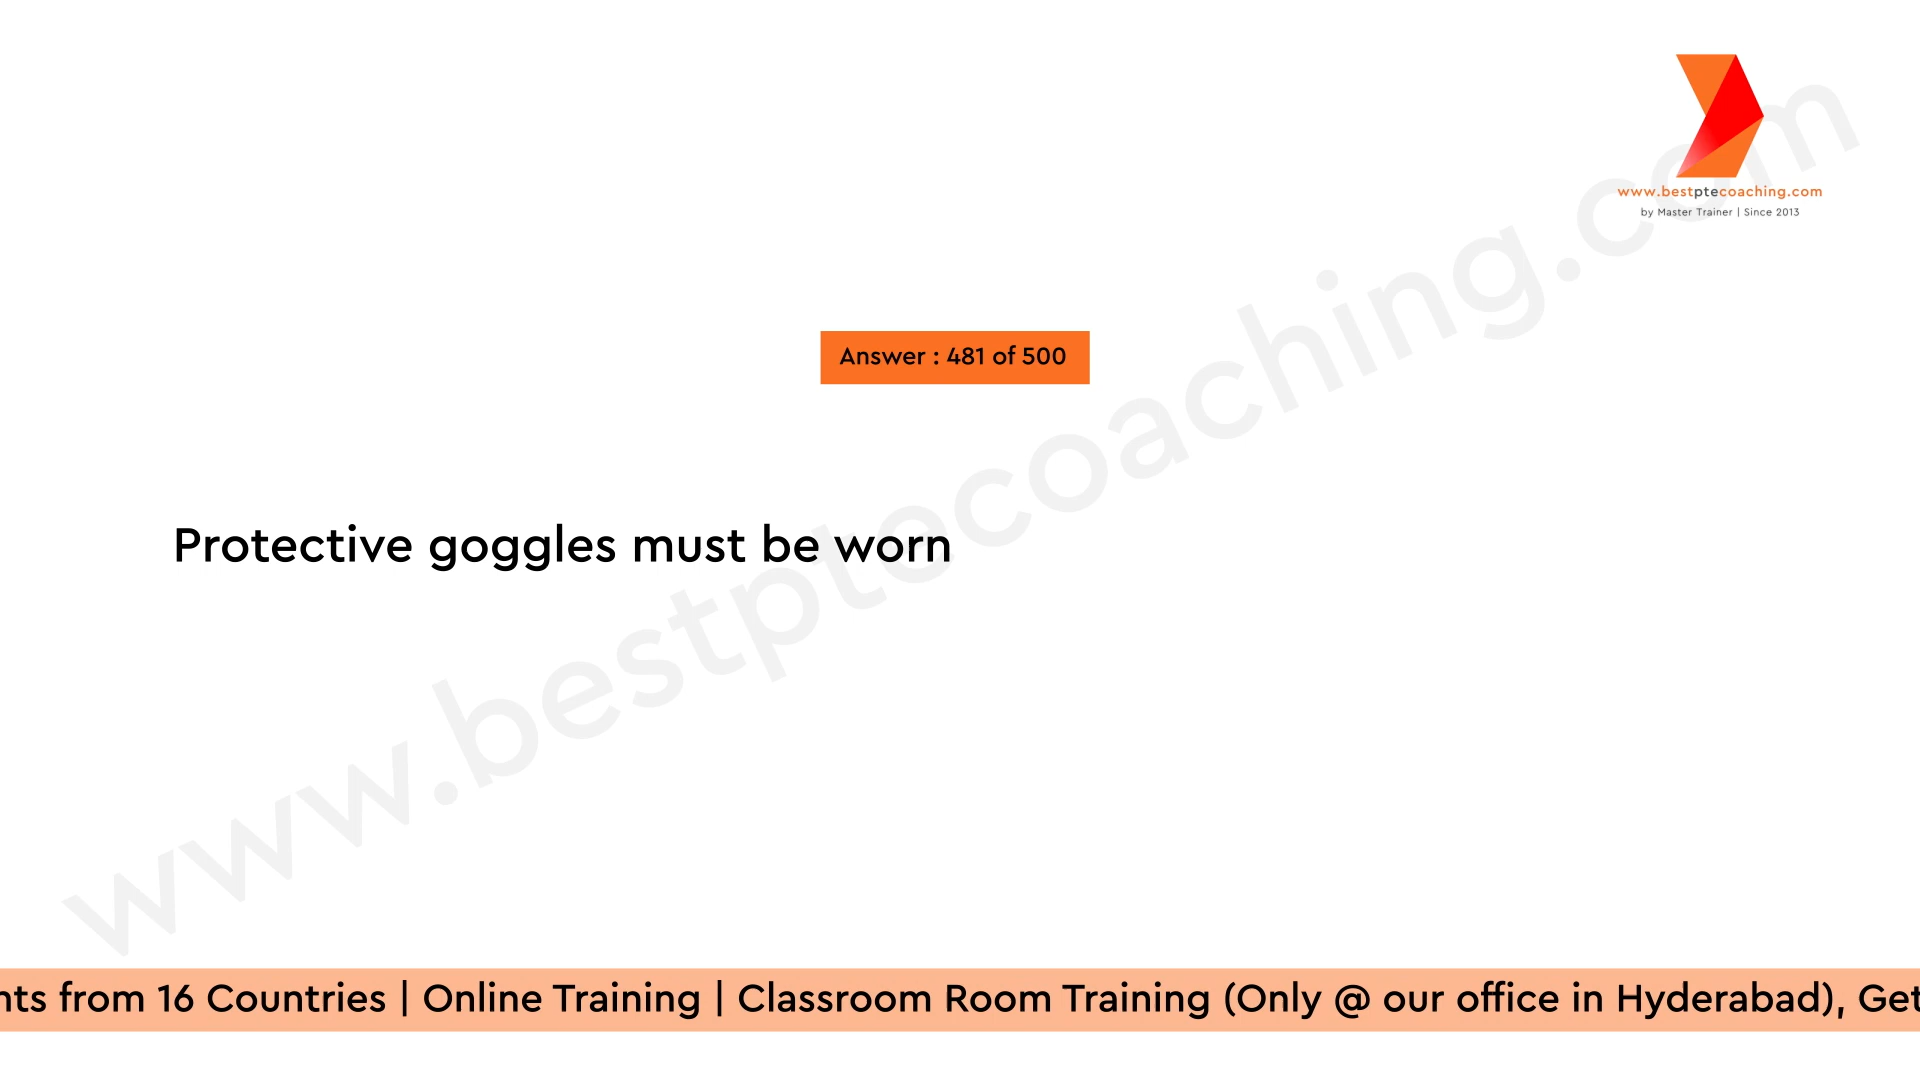 www.bestptecoaching.com
by Master Trainer | Since 2013
Answer : 481 of 500
Protective goggles must be worn
www.bestptecoaching.com
from 16 Countries | Online Training | Classroom Room Training (Only @ our office in Hyderabad), Get